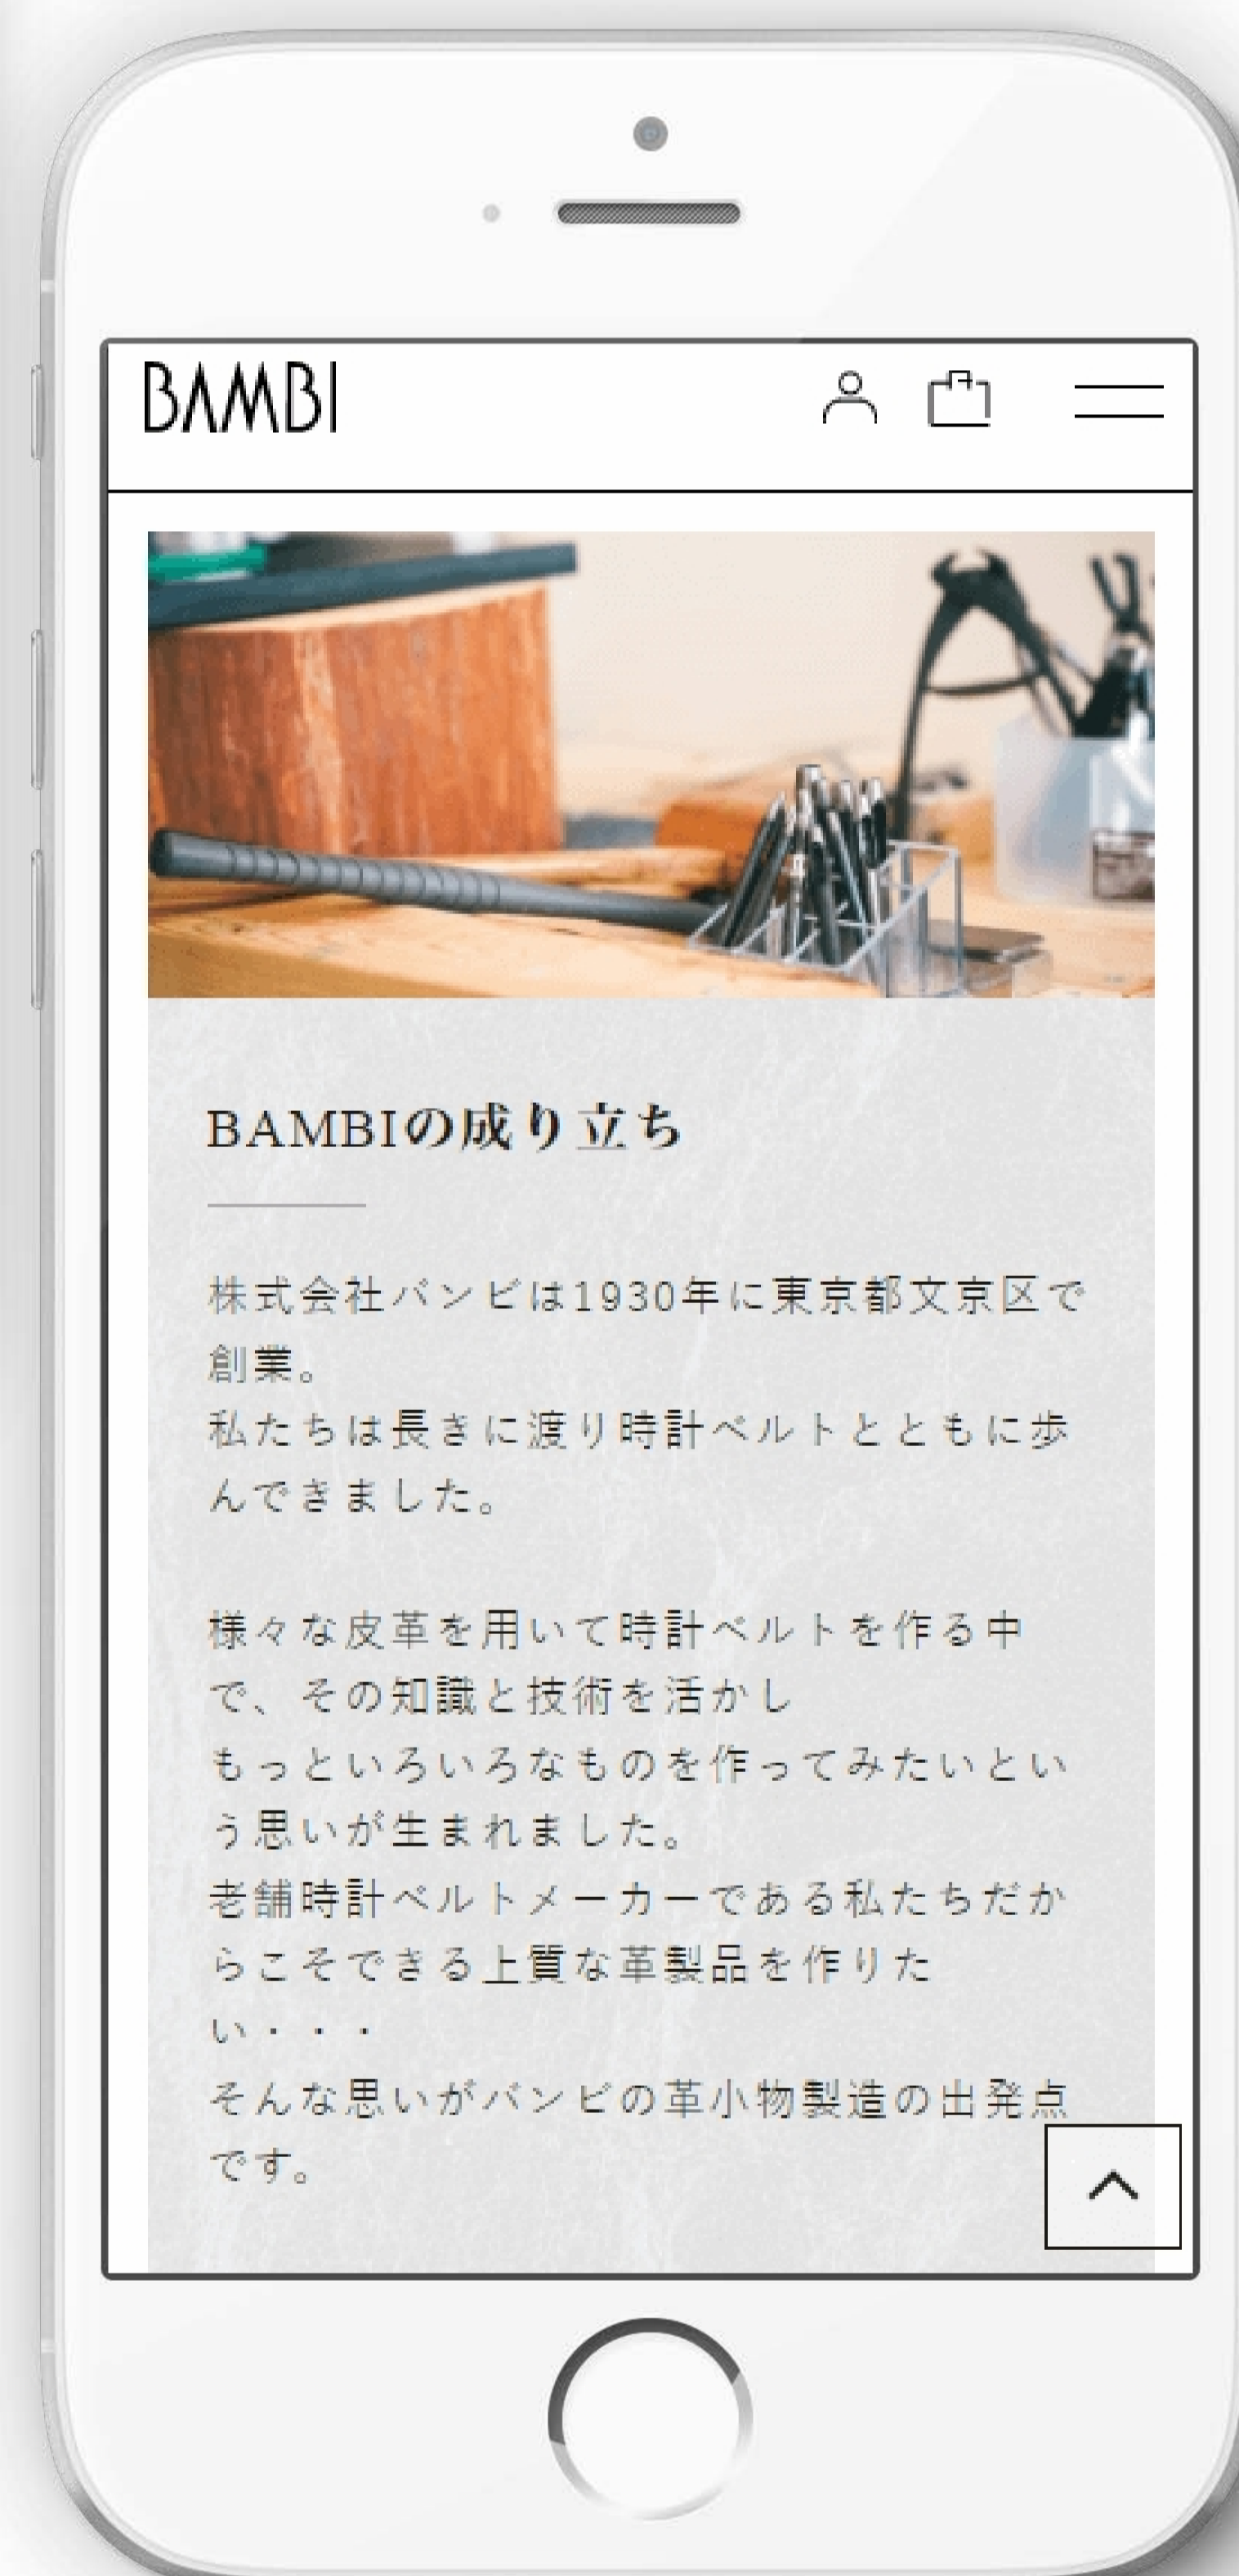 BAMBI
BAMBIの成り立ち
株式会社バンビは1930年に東京都文京区で
創業。
私たちは長きに渡り時計ベルトとともに歩
んできました。
様々な皮革を用いて時計ベルトを作る中
で、その知識と技術を活かし
もっといろいろなものを作ってみたいとい
う思いが生まれました。
老舗時計ベルトメーカーである私たちだか
らこそできる上質な革製品を作りた
い・・・
そんな思いがバンビの革小物製造の出発点
です。